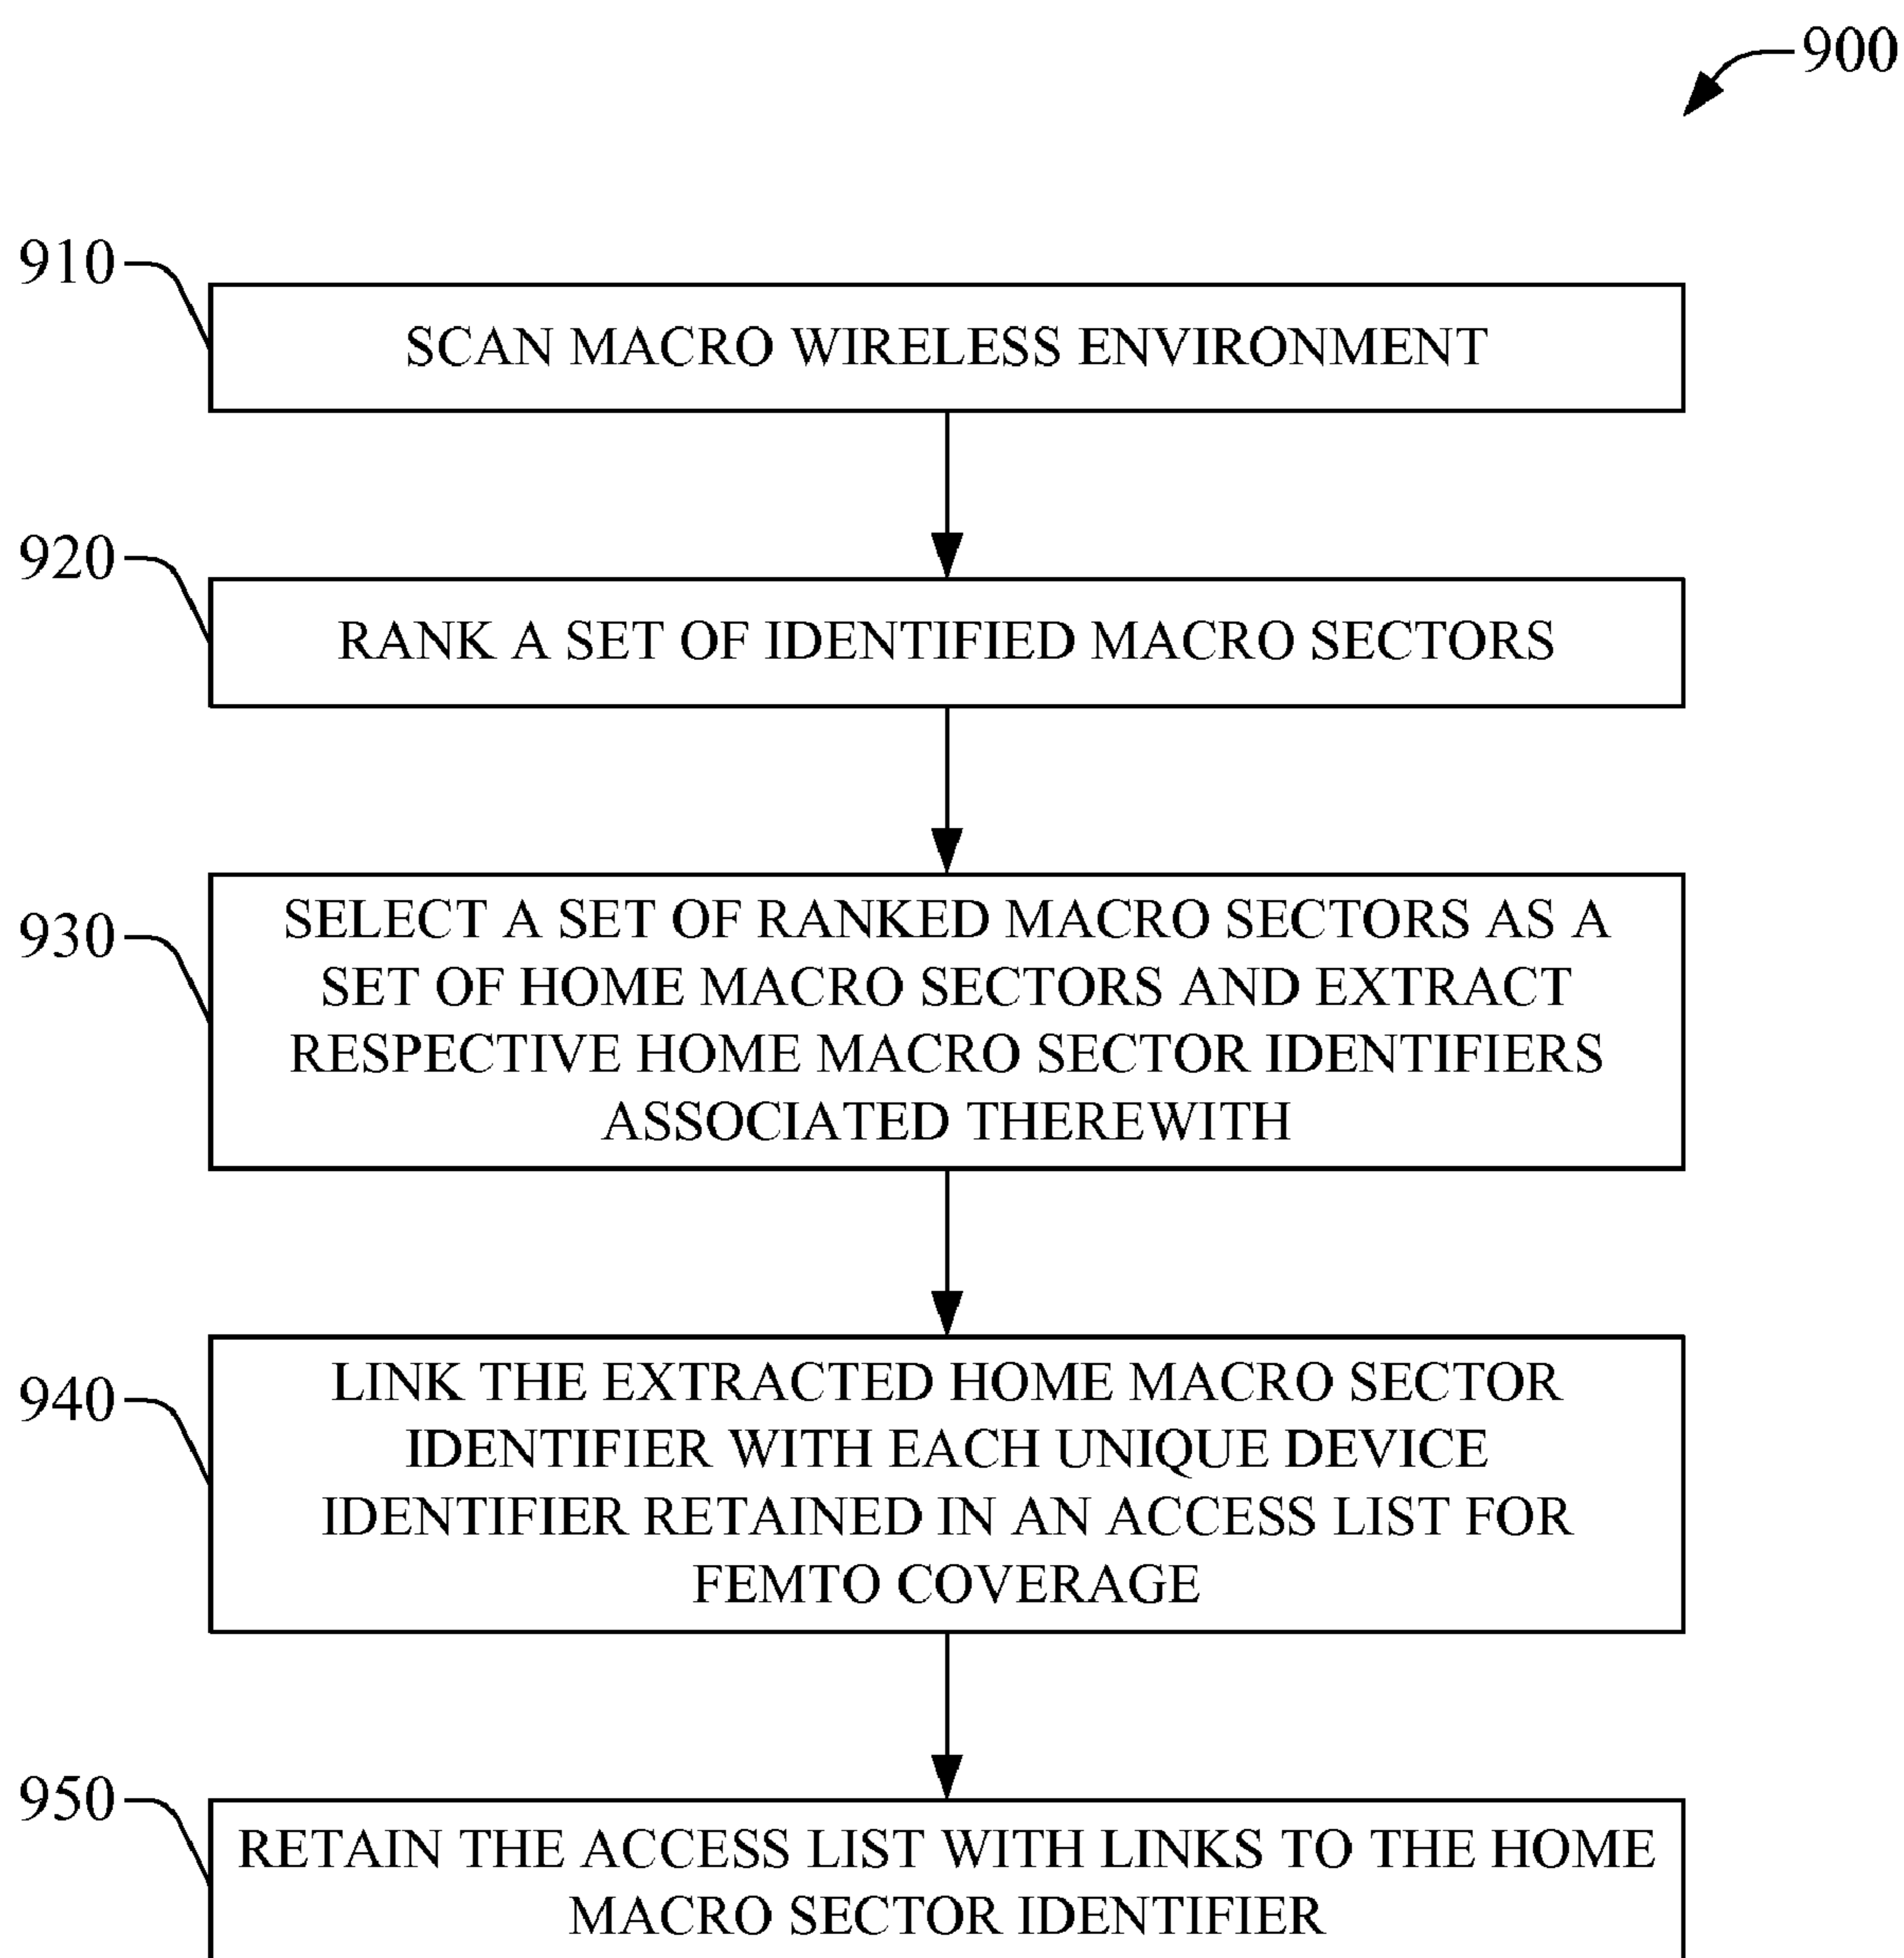 900
910
SCAN MACRO WIRELESS ENVIRONMENT
920
RANK A SET OF IDENTIFIED MACRO SECTORS
930
SELECT A SET OF RANKED MACRO SECTORS AS A
SET OF HOME MACRO SECTORS AND EXTRACT
RESPECTIVE HOME MACRO SECTOR IDENTIFIERS
ASSOCIATED THEREWITH
940
LINK THE EXTRACTED HOME MACRO SECTOR
IDENTIFIER WITH EACH UNIQUE DEVICE
IDENTIFIER RETAINED IN AN ACCESS LIST FOR
FEMTO COVERAGE
950
RETAIN THE ACCESS LIST WITH LINKS TO THE HOME
MACRO SECTOR IDENTIFIER